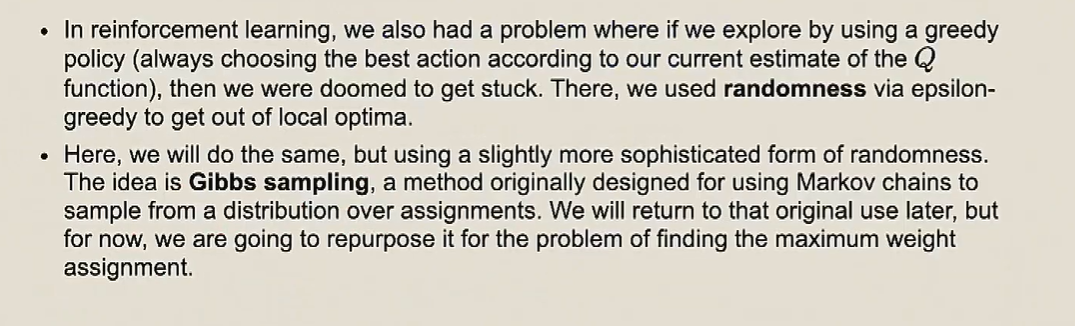 • In reinforcement learning, we also had a problem where if we explore by using a greedy
policy (always choosing the best action according to our current estimate of the Q
function), then we were doomed to get stuck. There, we used randomness via epsilon-
greedy to get out of local optima.
• Here, we will do the same, but using a slightly more sophisticated form of randomness.
The idea is Gibbs sampling, a method originally designed for using Markov chains to
sample from a distribution over assignments. We will return to that original use later, but
for now, we are going to repurpose it for the problem of finding the maximum weight
assignment.